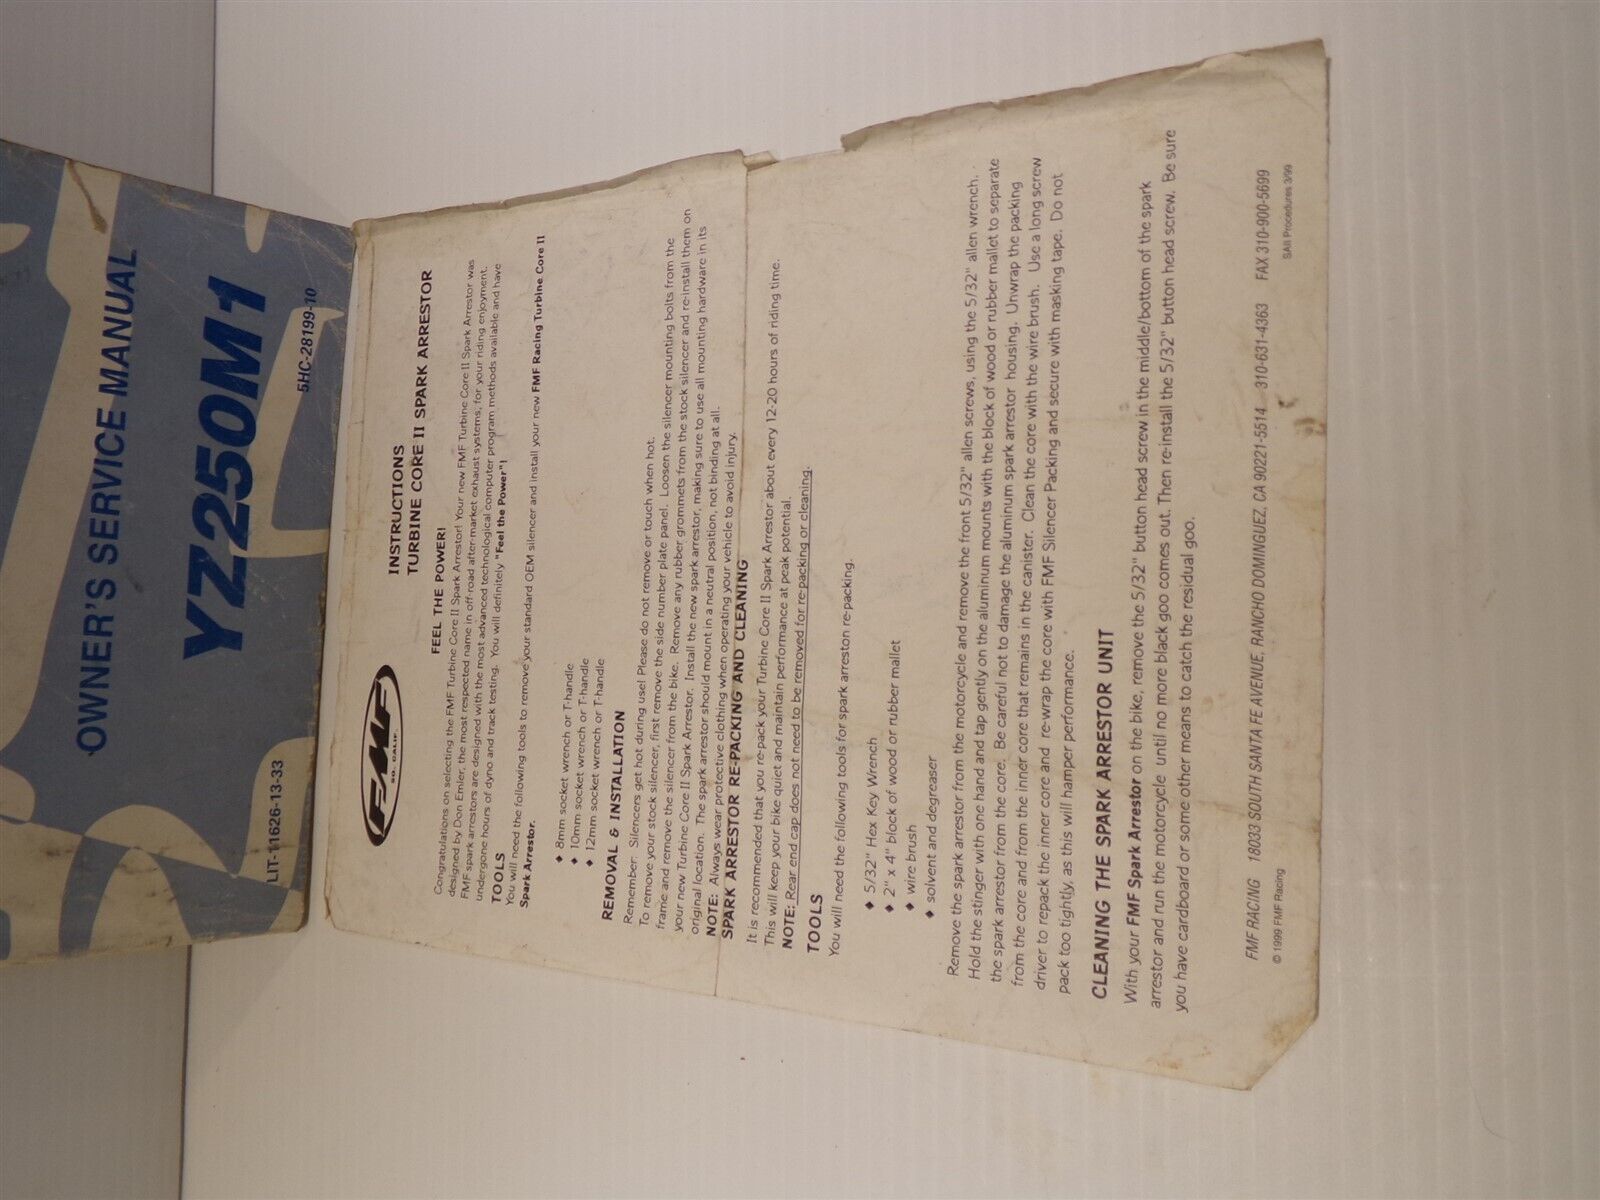 OWNER'S SERVICE MANUAL
YZ250M1
5HC-28199-10
LIT-11626-13-33
FMF
SO. CALIF.
INSTRUCTIONS
TURBINE CORE II SPARK ARRESTOR
FEEL THE POWER!
Congratulations on selecting the FMF Turbine Core II Spark Arrestor! Your new FMF Turbine Core II Spark Arrestor was
designed by Don Emler, the most respected name in off-road after-market exhaust systems, for your riding enjoyment.
FMF spark arrestors are designed with the most advanced technological computer program methods available and have
undergone hours of dyno and track testing. You will definitely "Feel the Power"!
TOOLS
You will need the following tools to remove your standard OEM silencer and install your new FMF Racing Turbine Core II
Spark Arrestor.
♦ 8mm socket wrench or T-handle
♦ 10mm socket wrench or T-handle
♦ 12mm socket wrench or T-handle
REMOVAL & INSTALLATION
Remember: Silencers get hot during use! Please do not remove or touch when hot.
To remove your stock silencer, first remove the side number plate panel. Loosen the silencer mounting bolts from the
frame and remove the silencer from the bike. Remove any rubber grommets from the stock silencer and re-install them on
your new Turbine Core II Spark Arrestor. Install the new spark arrestor, making sure to use all mounting hardware in its
original location. The spark arrestor should mount in a neutral position, not binding at all.
NOTE: Always wear protective clothing when operating your vehicle to avoid injury.
SPARK ARRESTOR RE-PACKING AND CLEANING
It is recommended that you re-pack your Turbine Core II Spark Arrestor about every 12-20 hours of riding time.
This will keep your bike quiet and maintain performance at peak potential.
NOTE: Rear end cap does not need to be removed for re-packing or cleaning.
TOOLS
You will need the following tools for spark arreston re-packing.
♦ 5/32" Hex Key Wrench
♦ 2" x 4" block of wood or rubber mallet
♦ wire brush
♦ solvent and degreaser
Remove the spark arrestor from the motorcycle and remove the front 5/32" allen screws, using the 5/32" allen wrench.
Hold the stinger with one hand and tap gently on the aluminum mounts with the block of wood or rubber mallet to separate
the spark arrestor from the core. Be careful not to damage the aluminum spark arrestor housing. Unwrap the packing
from the core and from the inner core that remains in the canister. Clean the core with the wire brush. Use a long screw
driver to repack the inner core and re-wrap the core with FMF Silencer Packing and secure with masking tape. Do not
pack too tightly, as this will hamper performance.
CLEANING THE SPARK ARRESTOR UNIT
With your FMF Spark Arrestor on the bike, remove the 5/32" button head screw in the middle/bottom of the spark
arrestor and run the motorcycle until no more black goo comes out. Then re-install the 5/32" button head screw. Be sure
you have cardboard or some other means to catch the residual goo.
FMF RACING 18033 SOUTH SANTA FE AVENUE, RANCHO DOMINGUEZ, CA 90221-5514 310-631-4363 FAX 310-900-5699
© 1999 FMF Racing
SAII Procedures 3/99